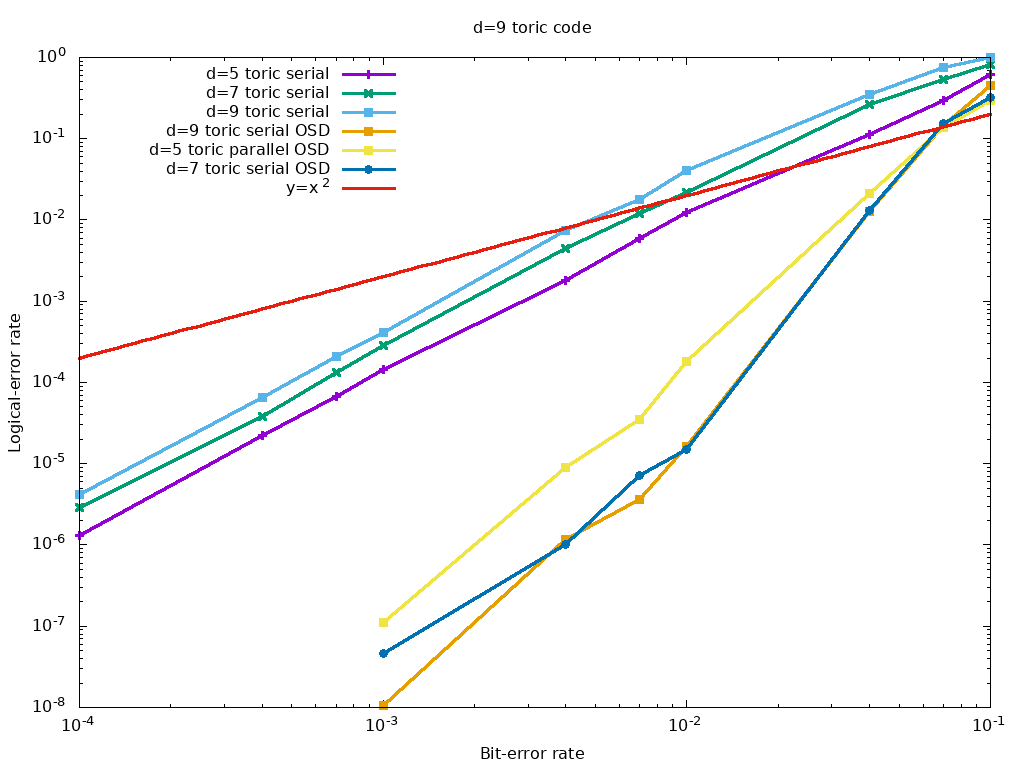 d=9 toric code
10^0
10^-1
10^-2
10^-3
10^-4
10^-5
10^-6
10^-7
10^-8
Logical-error rate
d=5 toric serial
d=7 toric serial
d=9 toric serial
d=9 toric serial OSD
d=5 toric parallel OSD
d=7 toric serial OSD
y=x^2
10^-4 10^-3 10^-2 10^-1
Bit-error rate